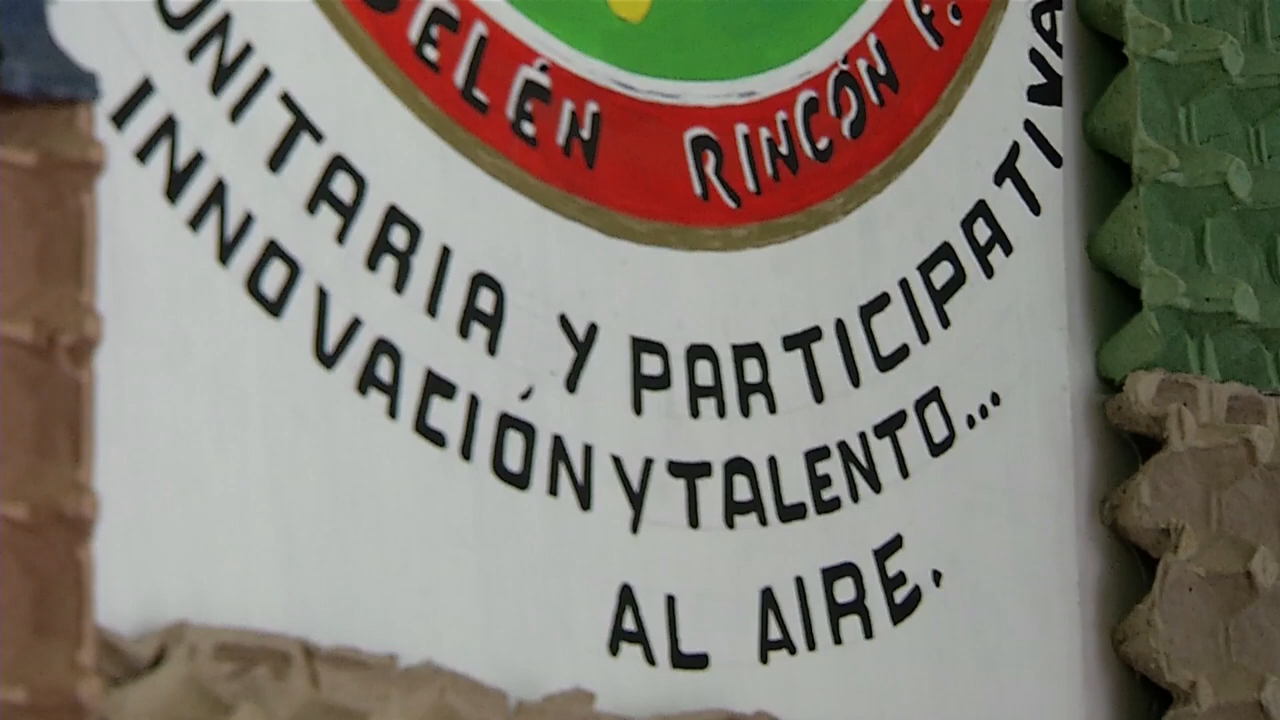 BELÉN RINCÓN F.
UNITARIA Y PARTICIPATIVA
INNOVACIÓN Y TALENTO...
AL AIRE.